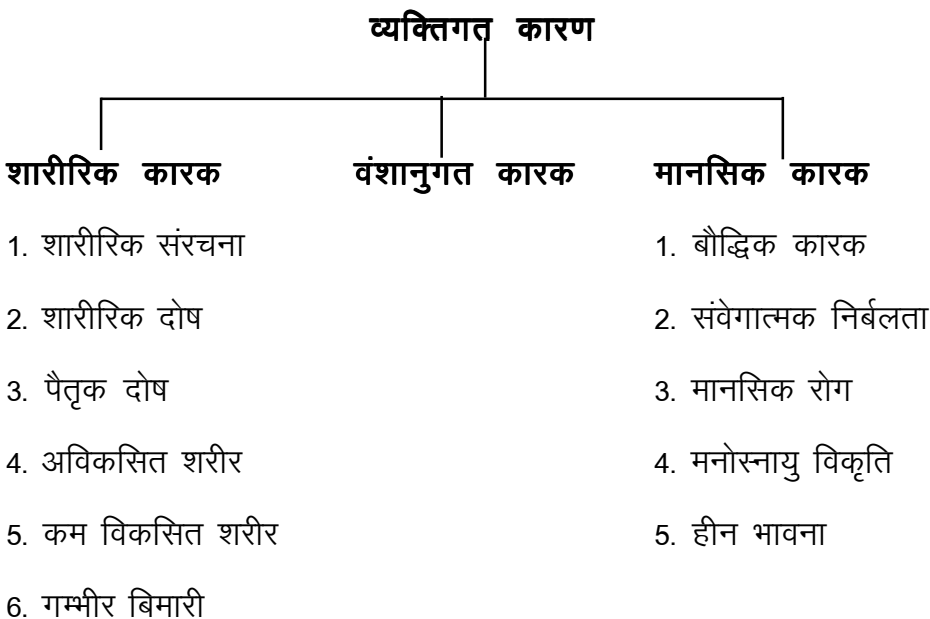 व्यक्तिगत कारण
शारीरिक कारक वंशानुगत कारक मानसिक कारक
1. शारीरिक संरचना 1. बौद्धिक कारक
2. शारीरिक दोष 2. संवेगात्मक निर्बलता
3. पैतृक दोष 3. मानसिक रोग
4. अविकसित शरीर 4. मनोस्नायु विकृति
5. कम विकसित शरीर 5. हीन भावना
6. गम्भीर बिमारी